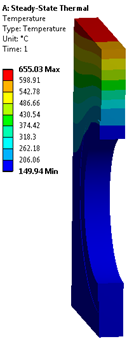 A: Steady-State Thermal
Temperature
Type: Temperature
Unit: °C
Time: 1
655.03 Max
598.91
542.78
486.66
430.54
374.42
318.3
262.18
206.06
149.94 Min